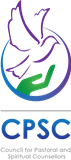 CPSC
Council for Pastoral and
Spiritual Counsellors